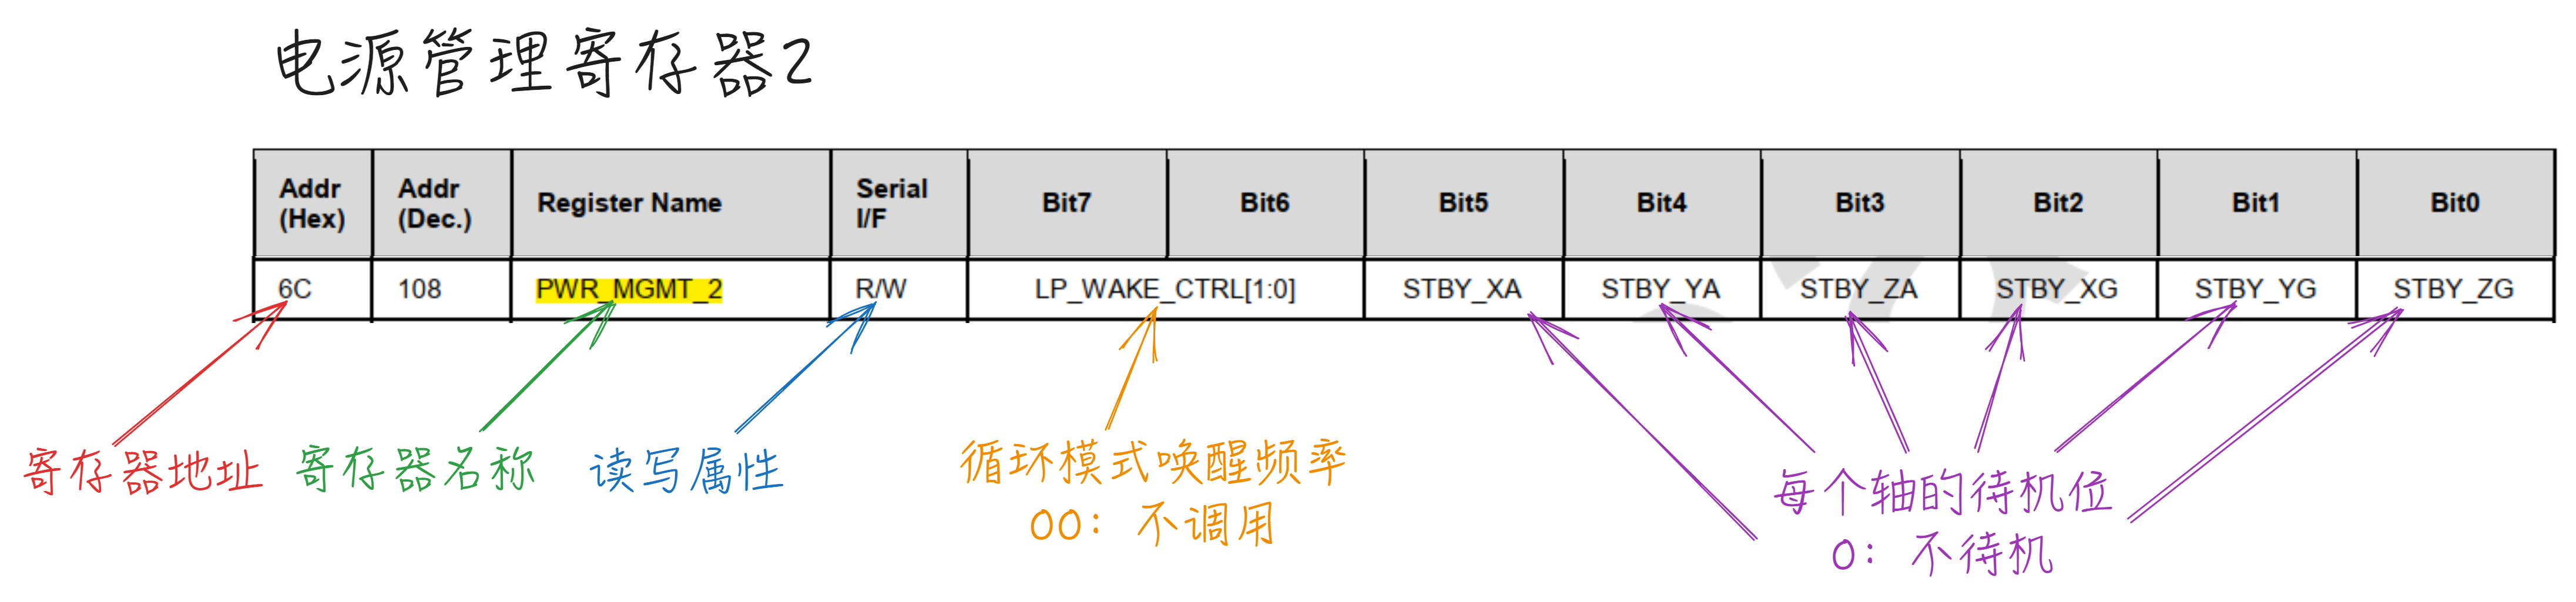 电源管理寄存器2
Addr (Hex) Addr (Dec.) Register Name Serial I/F Bit7 Bit6 Bit5 Bit4 Bit3 Bit2 Bit1 Bit0
6C 108 PWR_MGMT_2 R/W LP_WAKE_CTRL[1:0] STBY_XA STBY_YA STBY_ZA STBY_XG STBY_YG STBY_ZG
寄存器地址 寄存器名称 读写属性 循环模式唤醒频率 每个轴的待机位
00：不调用 0：不待机